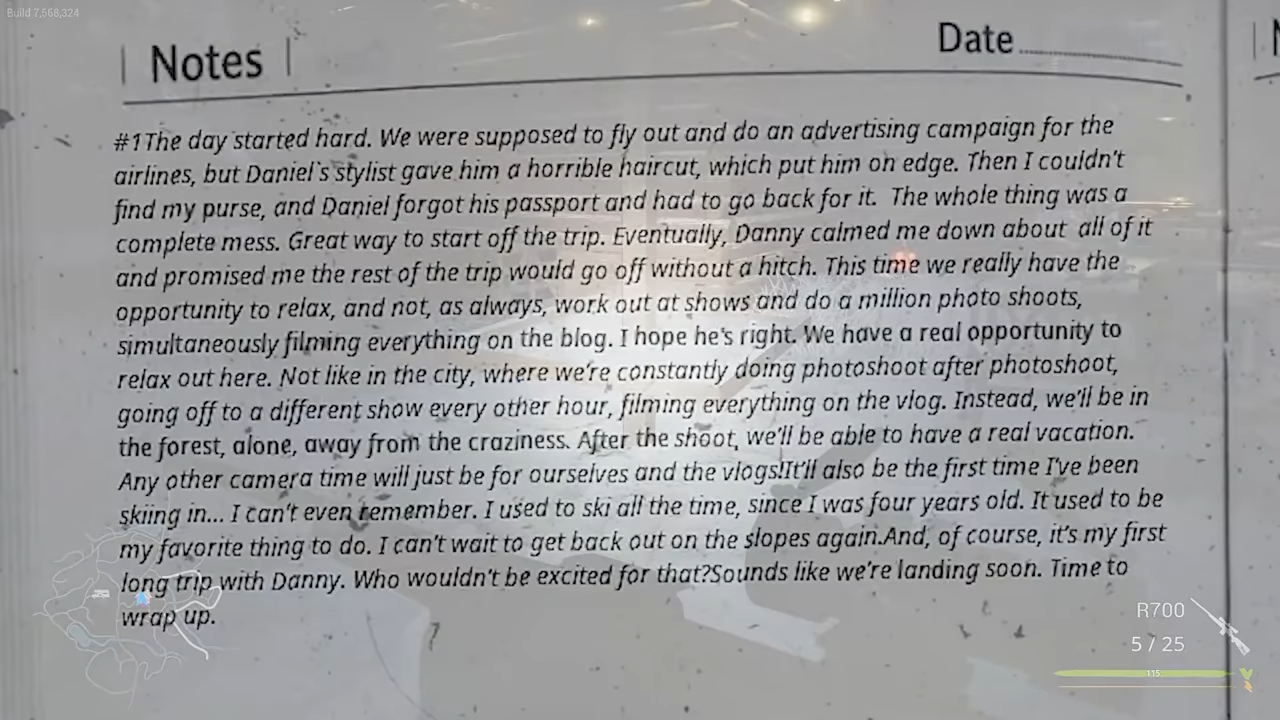 Build 7,568,324
Notes
Date
#1The day started hard. We were supposed to fly out and do an advertising campaign for the
airlines, but Daniel`s stylist gave him a horrible haircut, which put him on edge. Then I couldn't
find my purse, and Daniel forgot his passport and had to go back for it.  The whole thing was a
complete mess. Great way to start off the trip. Eventually, Danny calmed me down about  all of it
and promised me the rest of the trip would go off without a hitch. This time we really have the
opportunity to relax, and not, as always, work out at shows and do a million photo shoots,
simultaneously filming everything on the blog. I hope he's right. We have a real opportunity to
relax out here. Not like in the city, where we're constantly doing photoshoot after photoshoot,
going off to a different show every other hour, filming everything on the vlog. Instead, we'll be in
the forest, alone, away from the craziness. After the shoot, we'll be able to have a real vacation.
Any other camera time will just be for ourselves and the vlogs!It'll also be the first time I've been
skiing in... I can't even remember. I used to ski all the time, since I was four years old. It used to be
my favorite thing to do. I can't wait to get back out on the slopes again.And, of course, it's my first
long trip with Danny. Who wouldn't be excited for that?Sounds like we're landing soon. Time to
wrap up.
R700
5 / 25
115